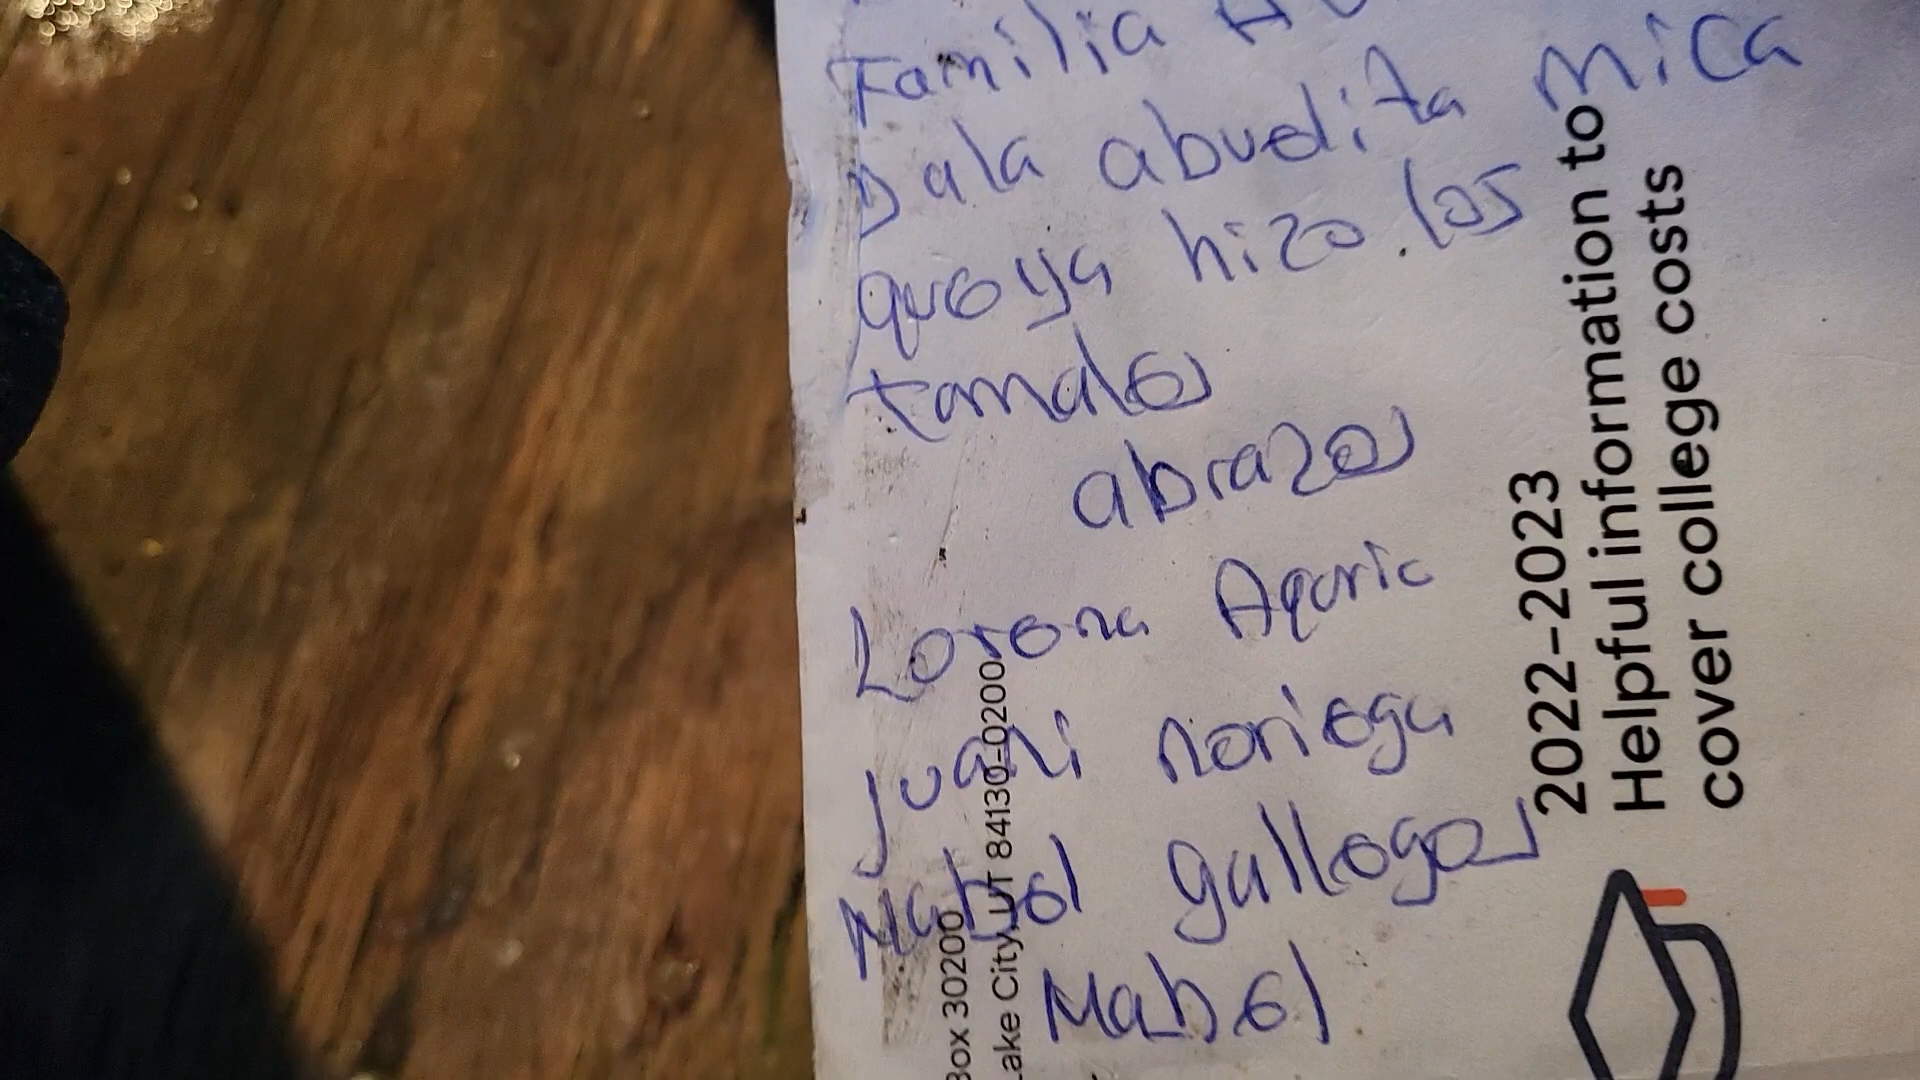 Familia
y a la abuelita Mica
que ya hizo los
tamales
abrazos
Lorena
Juani noriega
Mabel gallegos
Mabel
2022-2023
Helpful information to
cover college costs
Box 30200
Lake City, UT 84130-0200